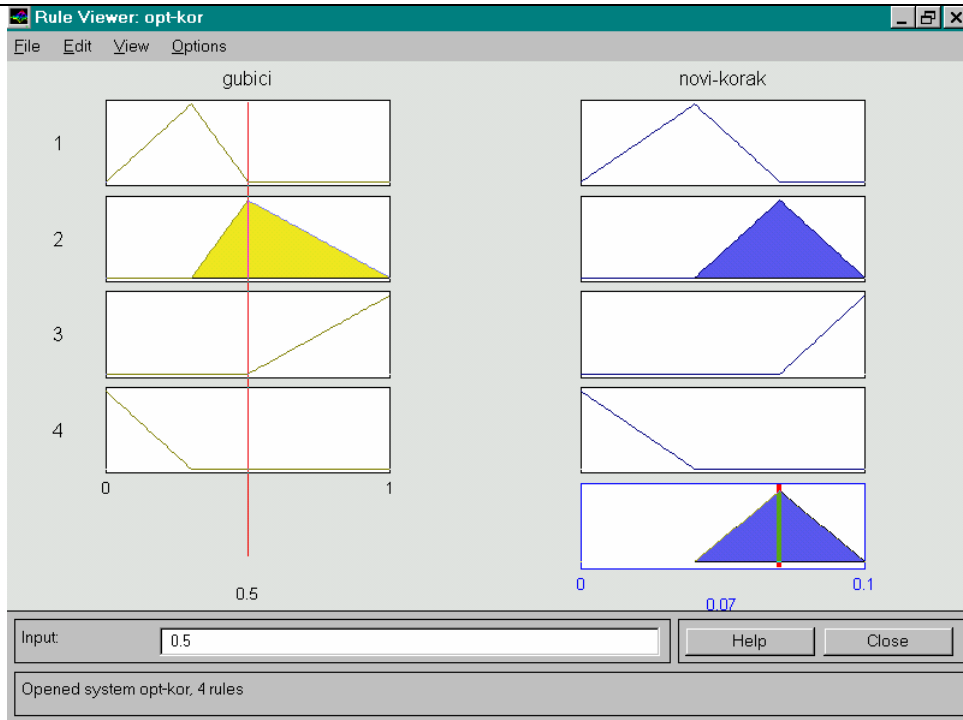 Rule Viewer: opt-kor
File Edit View Options
gubici novi-korak
1
2
3
4
0 1
0 0.1
0.5 0.07
Input: 0.5 Help Close
Opened system opt-kor, 4 rules